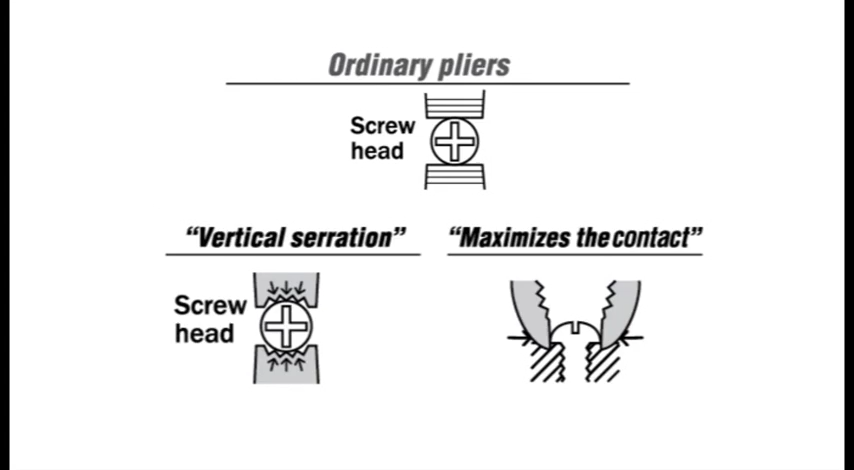 Ordinary pliers
Screw
head
“Vertical serration”
“Maximizes the contact”
Screw
head